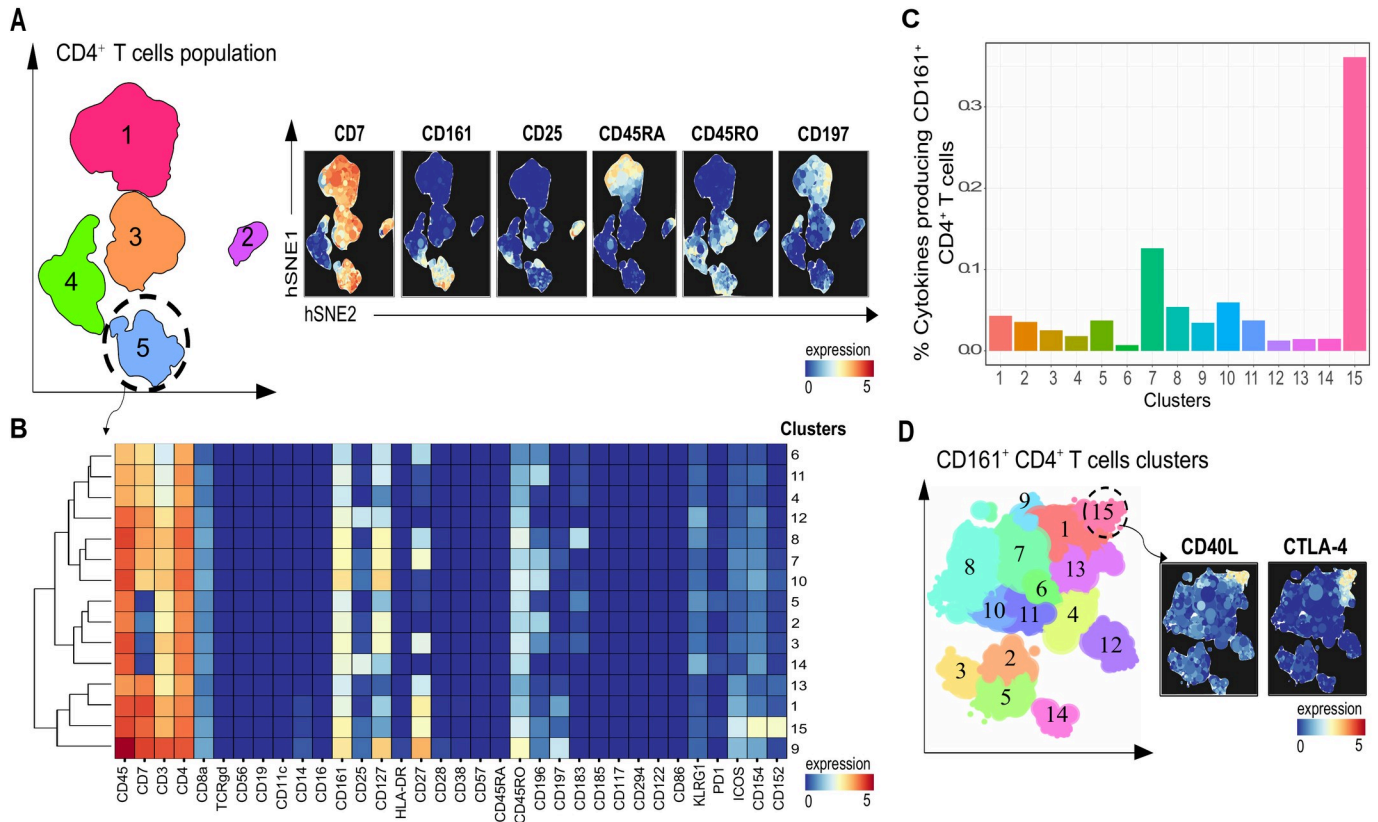 A
CD4⁺ T cells population
1
2
3
4
5
CD7 CD161 CD25 CD45RA CD45RO CD197
hSNE1
hSNE2
expression
0 5
B
Clusters
6
11
4
12
8
7
10
5
2
3
14
13
1
15
9
CD45 CD7 CD3 CD4 CD8a TCRgd CD56 CD19 CD11c CD14 CD16 CD161 CD25 CD127 HLA-DR CD27 CD28 CD38 CD57 CD45RA CD45RO CD196 CD197 CD183 CD185 CD117 CD294 CD122 CD86 KLRG1 PD1 ICOS CD154 CD152
expression
0 5
C
% Cytokines producing CD161⁺
CD4⁺ T cells
0.3
0.2
0.1
0.0
1 2 3 4 5 6 7 8 9 10 11 12 13 14 15
Clusters
D
CD161⁺ CD4⁺ T cells clusters
9
15
1
7
8
13
6
10
11
4
12
2
3
5
14
CD40L CTLA-4
expression
0 5
expression
0 5